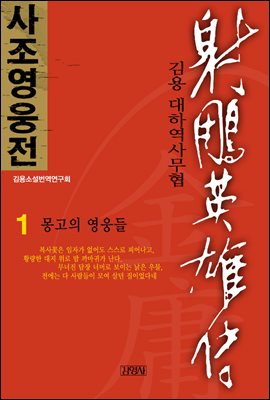 사조영웅전
김용소설번역연구회
射鵰英雄传
김용 대하역사무협
1 몽고의 영웅들
복사꽃은 임자가 없어도 스스로 피어나고,
황량한 대지 위로 밤 까마귀가 난다.
무너진 담장 너머로 보이는 낡은 우물,
전에는 다 사람들이 모여 살던 집이었다네
金庸
김영사